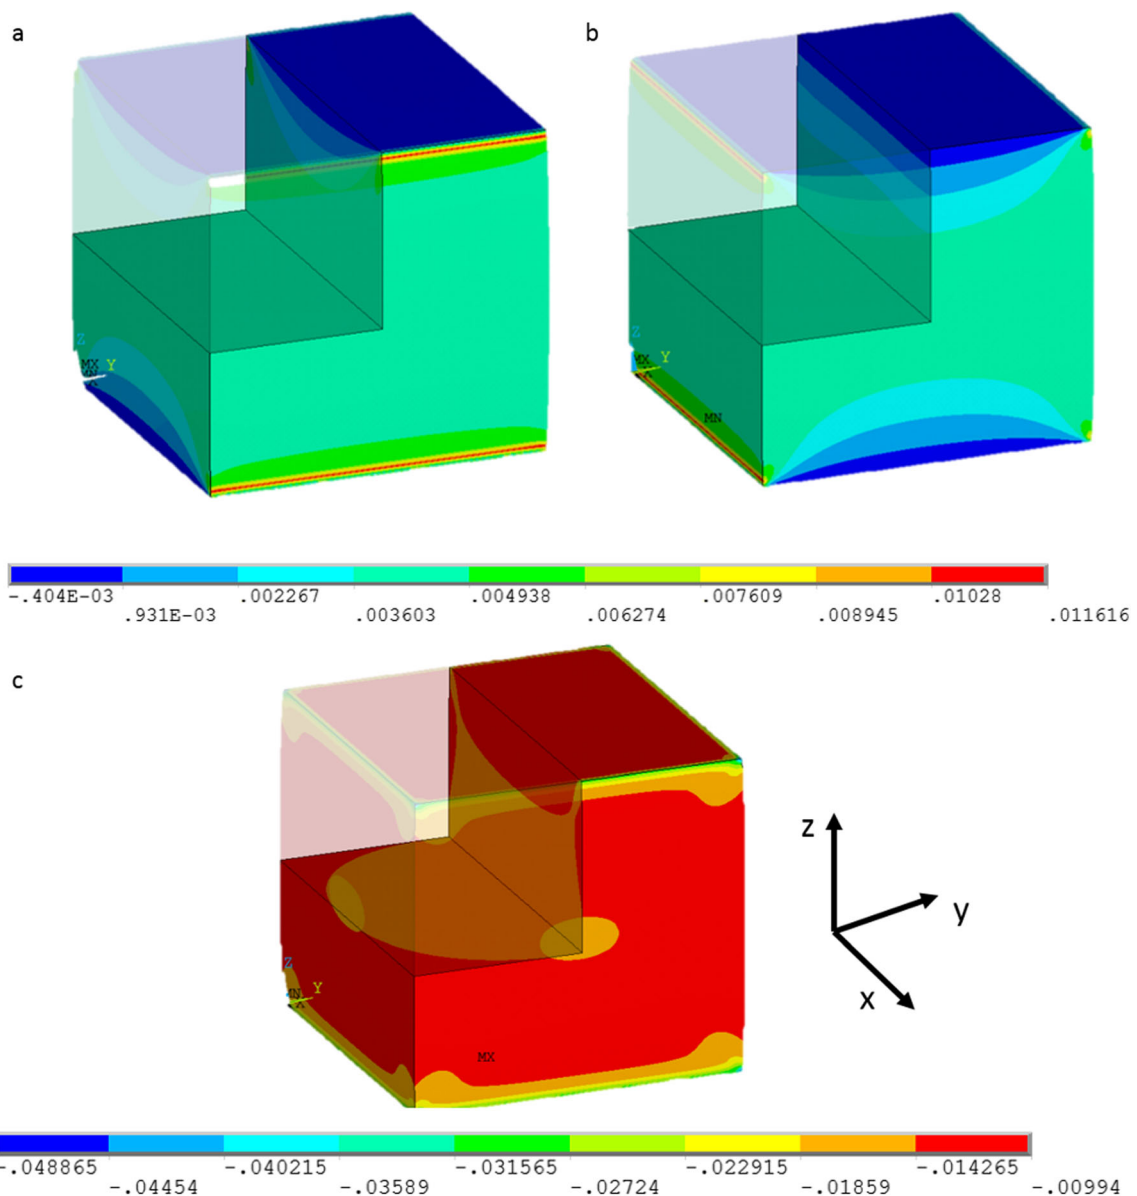 a
b
Z
MX
Y
Z
MX
Y
MN
-.404E-03 .002267 .004938 .007609 .01028
.931E-03 .003603 .006274 .008945 .011616
c
z
y
x
Z
MN
Y
X
MX
-.048865 -.040215 -.031565 -.022915 -.014265
-.04454 -.03589 -.02724 -.01859 -.00994